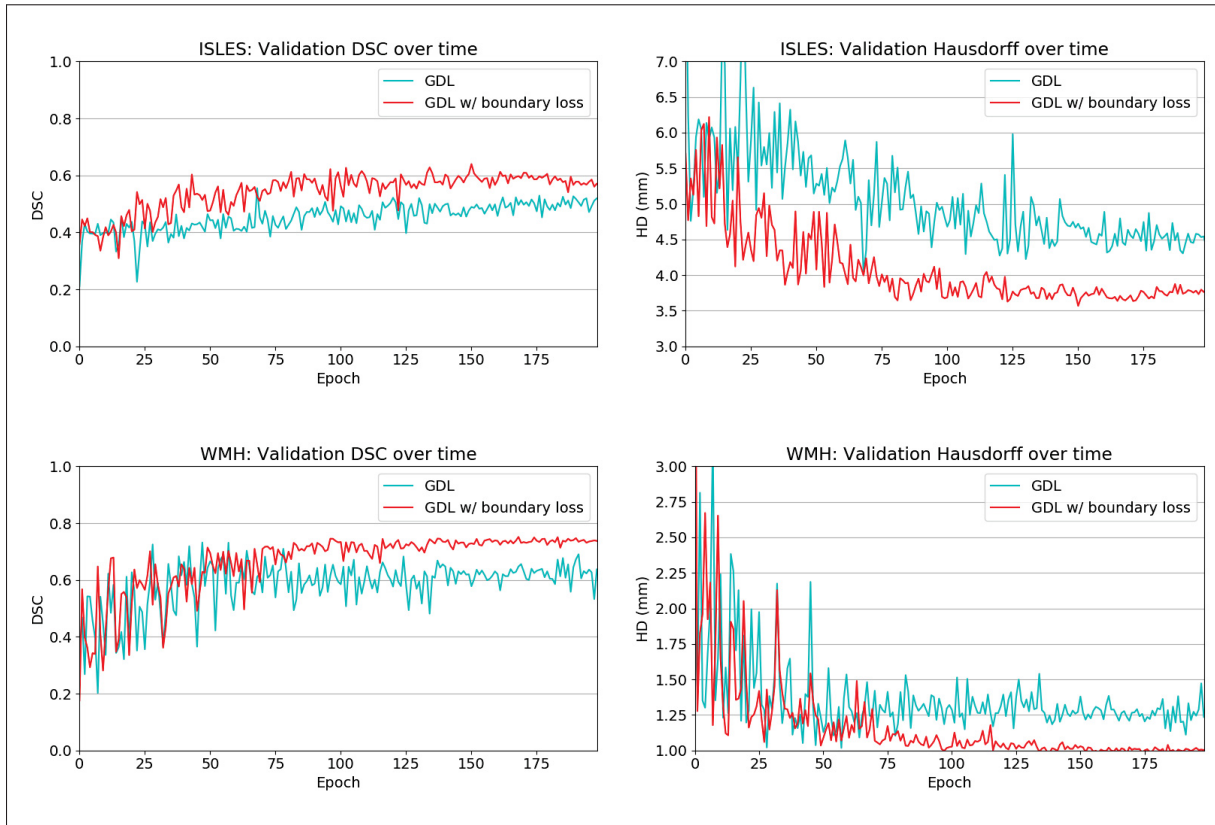 ISLES: Validation DSC over time
1.0
0.8
0.6
0.4
0.2
0.0
DSC
GDL
GDL w/ boundary loss
0 25 50 75 100 125 150 175
Epoch
ISLES: Validation Hausdorff over time
7.0
6.5
6.0
5.5
5.0
4.5
4.0
3.5
3.0
HD (mm)
GDL
GDL w/ boundary loss
0 25 50 75 100 125 150 175
Epoch
WMH: Validation DSC over time
1.0
0.8
0.6
0.4
0.2
0.0
DSC
GDL
GDL w/ boundary loss
0 25 50 75 100 125 150 175
Epoch
WMH: Validation Hausdorff over time
3.00
2.75
2.50
2.25
2.00
1.75
1.50
1.25
1.00
HD (mm)
GDL
GDL w/ boundary loss
0 25 50 75 100 125 150 175
Epoch